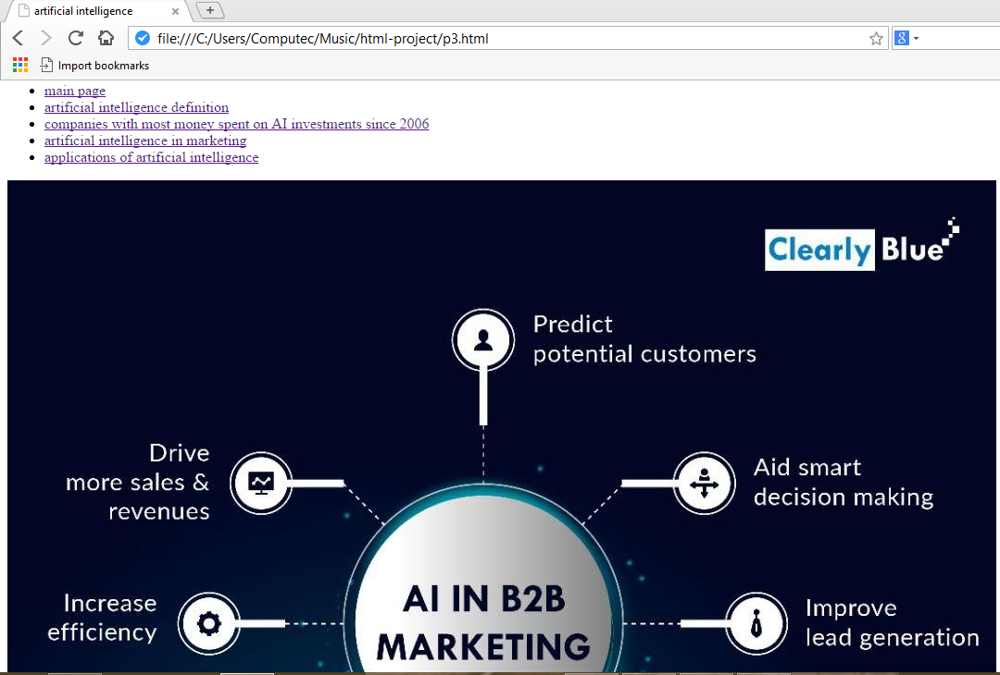 artificial intelligence
file:///C:/Users/Computec/Music/html-project/p3.html
8
Import bookmarks
main page
artificial intelligence definition
companies with most money spent on AI investments since 2006
artificial intelligence in marketing
applications of artificial intelligence
Clearly Blue
Predict
potential customers
Drive
more sales &
revenues
Aid smart
decision making
Increase
efficiency
AI IN B2B
MARKETING
Improve
lead generation